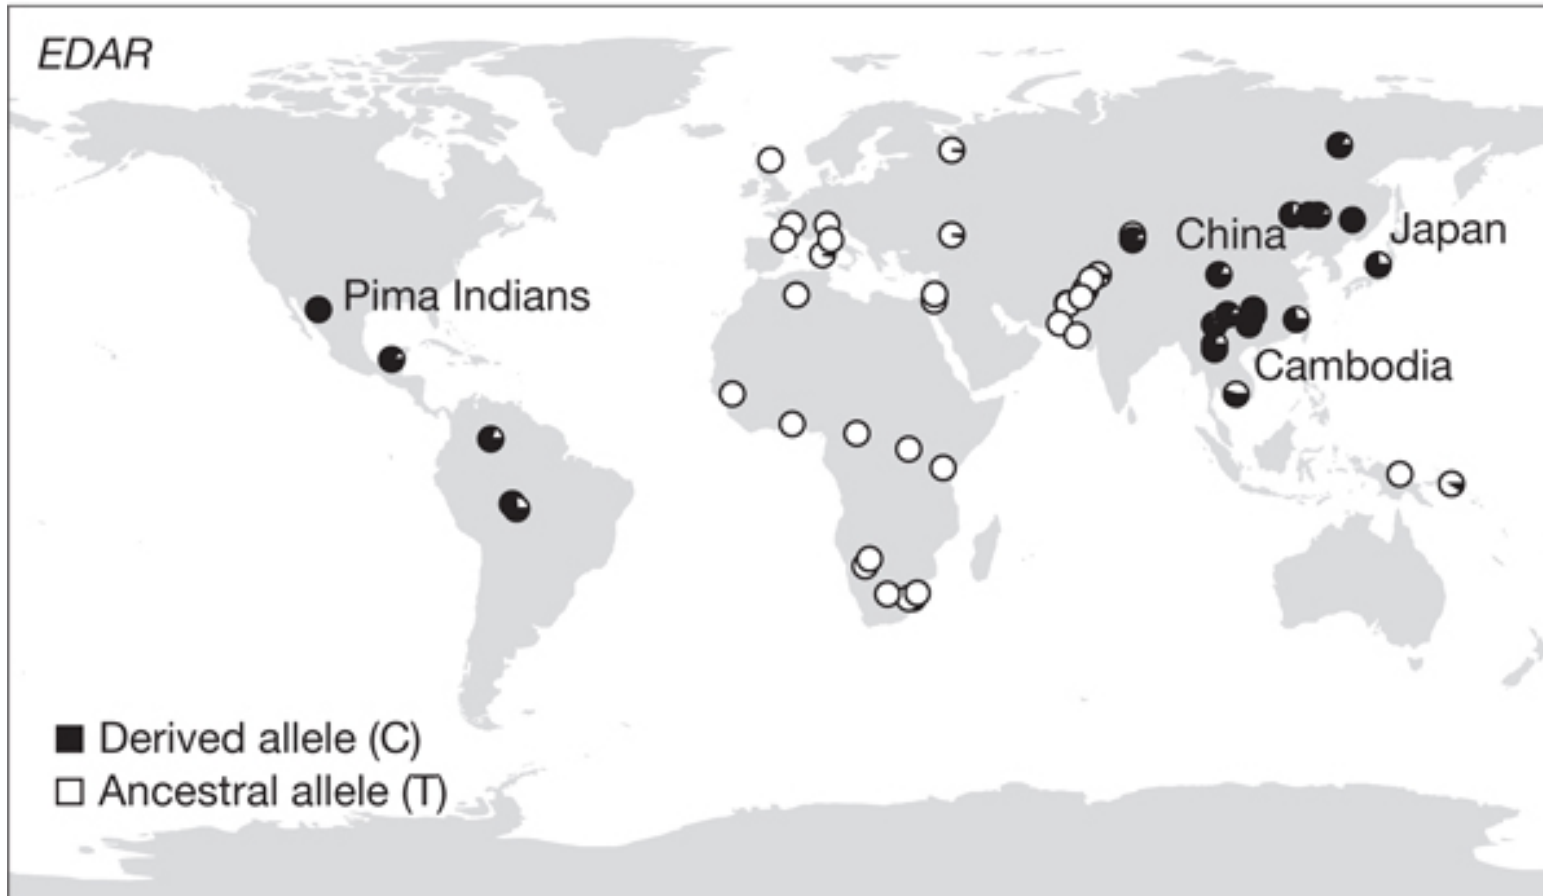 EDAR
China
Japan
Pima Indians
Cambodia
Derived allele (C)
Ancestral allele (T)